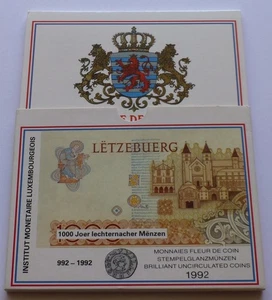 LËTZEBUERG
1000 Joer Iechternacher Mënzen
INSTITUT MONETAIRE LUXEMBOURGEOIS
992 – 1992
MONNAIES FLEUR DE COIN
STEMPELGLANZMÜNZEN
BRILLIANT UNCIRCULATED COINS
1992